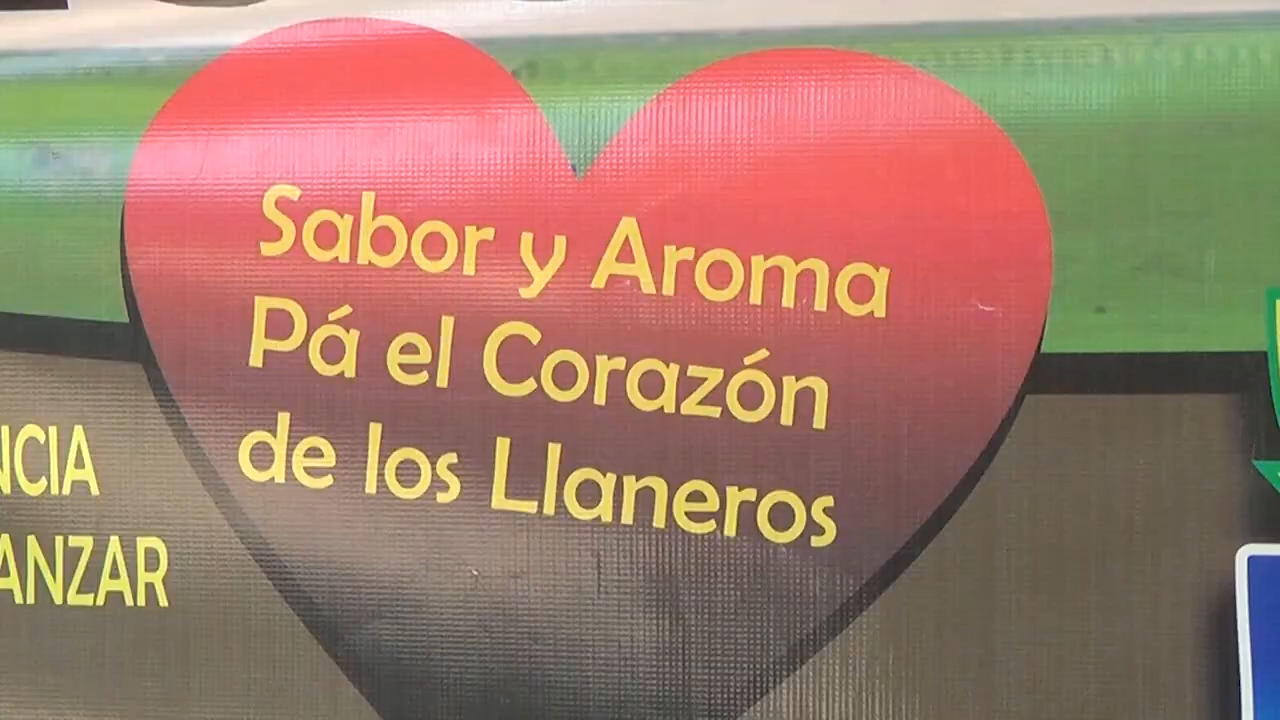 Sabor y Aroma
Pá el Corazón
de los Llaneros
NCIA
ANZAR